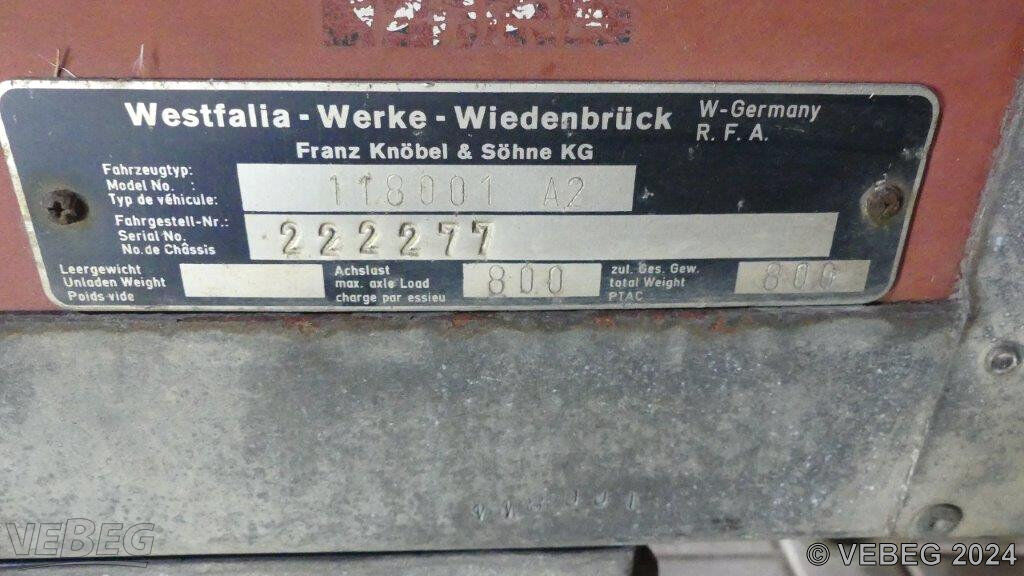 Westfalia - Werke - Wiedenbrück
W-Germany
R. F. A.
Franz Knöbel & Söhne KG
Fahrzeugtyp:
Model No. :
Typ de véhicule:
118001 A2
Fahrgestell-Nr.:
Serial No.
No. de Châssis
222277
Leergewicht
Unladen Weight
Poids vide
Achslast
max. axle Load
charge par essieu
800
zul. Ges. Gew.
total Weight
PTAC
800
VEBEG
© VEBEG 2024